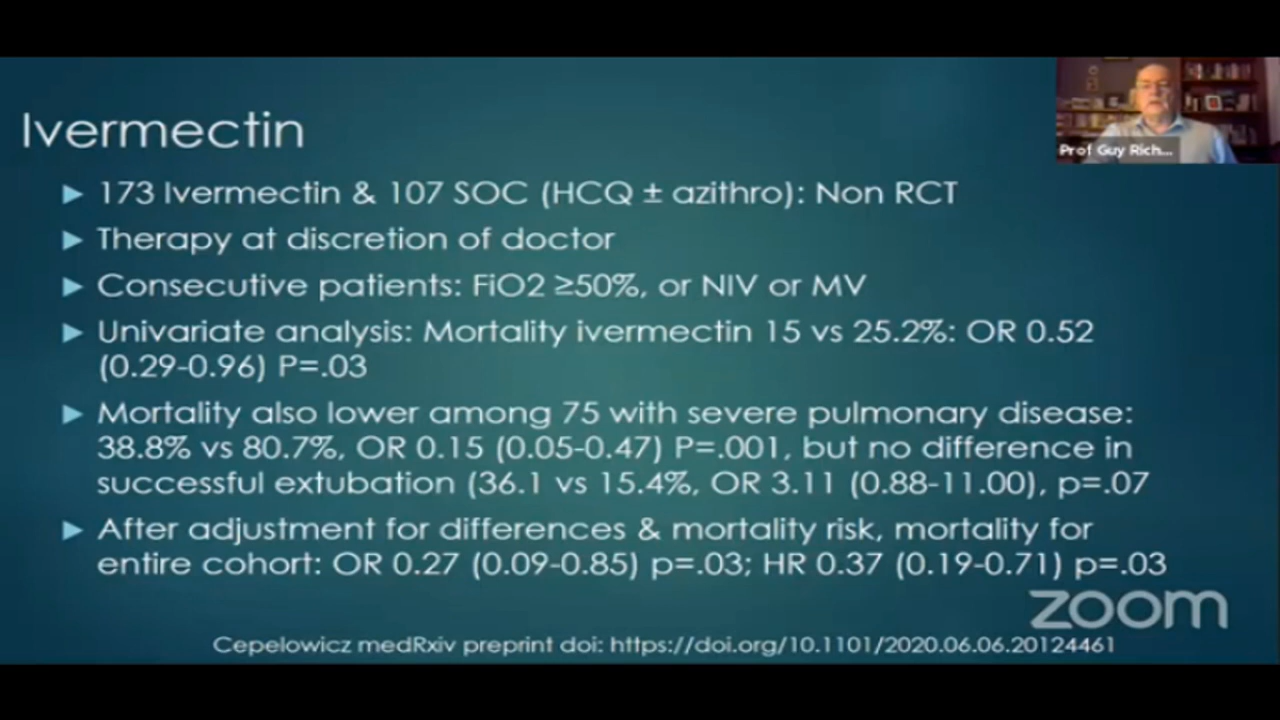 Ivermectin
Prof Guy Rich...
► 173 Ivermectin & 107 SOC (HCQ ± azithro): Non RCT
► Therapy at discretion of doctor
► Consecutive patients: FiO2 ≥50%, or NIV or MV
► Univariate analysis: Mortality ivermectin 15 vs 25.2%: OR 0.52
(0.29-0.96) P=.03
► Mortality also lower among 75 with severe pulmonary disease:
38.8% vs 80.7%, OR 0.15 (0.05-0.47) P=.001, but no difference in
successful extubation (36.1 vs 15.4%, OR 3.11 (0.88-11.00), p=.07
► After adjustment for differences & mortality risk, mortality for
entire cohort: OR 0.27 (0.09-0.85) p=.03; HR 0.37 (0.19-0.71) p=.03
zoom
Cepelowicz medRxiv preprint doi: https://doi.org/10.1101/2020.06.06.20124461